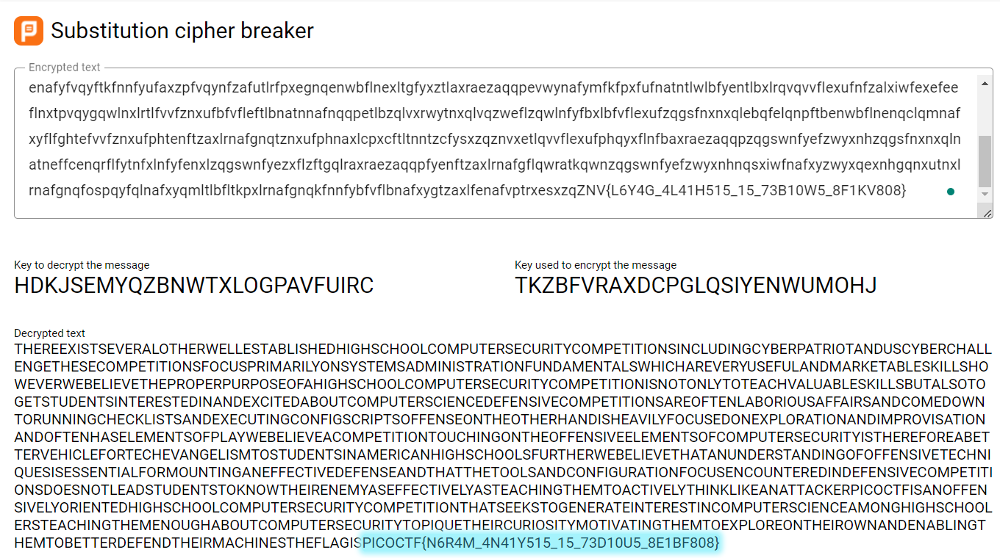 Substitution cipher breaker
Encrypted text
enafyfvqyftkfnnfyufaxzpfvqynfzafutlrfpxegnqenwbflnexltgfyxztlaxraezaqqpevwynafymfkfpxfufnatntlwlbfyentlbxlrqvqvvflexufnfzalxiwfexefee
flnxtpvqygqwlnxlrtlfvvfznxufbfvfleftlbnatnnafnqqpetlbzqlvxrwytnxqlvqzweflzqwlnfyfbxlbfvflexufzqgsfnxnxqlebqfelqnpftbenwbflnenqclqmnaf
xyflfghtefvvfznxufphtenftzaxlrnafgnqtznxufphnaxlcpxcftltnntzcfysxzqznvxetlqvvflexufphqyxflnfbaxraezaqqpzqgswnfyefzwyxnhzqgsfnxnxqln
atneffcenqrflfytnfxlnfyfenxlzqgswnfyezxflzftgqlraxraezaqqpfyenftzaxlrnafgflqwratkqwnzqgswnfyefzwyxnhnqsxiwfnafxyzwyxqexnhgqnxutnxl
rnafgnqfospqyfqlnafxyqmltlbfltkpxlrnafgnqkfnnfybfvflbnafxygtzaxlfenafvptrxesxzqZNV{L6Y4G_4L41H515_15_73B10W5_8F1KV808}
Key to decrypt the message
HDKJSEMYQZBNWTXLOGPAVFUIRC
Key used to encrypt the message
TKZBFVRAXDCPGLQSIYENWUMOHJ
Decrypted text
THEREEXISTSEVERALOTHERWELLESTABLISHEDHIGHSCHOOLCOMPUTERSECURITYCOMPETITIONSINCLUDINGCYBERPATRIOTANDUSCYBERCHALL
ENGETHESECOMPETITIONSFOCUSPRIMARILYONSYSTEMSADMINISTRATIONFUNDAMENTALSWHICHAREVERYUSEFULANDMARKETABLESKILLSHO
WEVERWEBELIEVETHEPROPERPURPOSEOFAHIGHSCHOOLCOMPUTERSECURITYCOMPETITIONISNOTONLYTOTEACHVALUABLESKILLSBUTALSOTO
GETSTUDENTSINTERESTEDINANDEXCITEDABOUTCOMPUTERSCIENCEDEFENSIVECOMPETITIONSAREOFTENLABORIOUSAFFAIRSANDCOMEDOWN
TORUNNINGCHECKLISTSANDEXECUTINGCONFIGSCRIPTSOFFENSEONTHEOTHERHANDISHEAVILYFOCUSEDONEXPLORATIONANDIMPROVISATION
ANDOFTENHASELEMENTSOFPLAYWEBELIEVEACOMPETITIONTOUCHINGONTHEOFFENSIVEELEMENTSOFCOMPUTERSECURITYISTHEREFOREABET
TERVEHICLEFORTECHEVANGELISMTOSTUDENTSINAMERICANHIGHSCHOOLSFURTHERWEBELIEVETHATANUNDERSTANDINGOFOFFENSIVETECHNI
QUESISESSENTIALFORMOUNTINGANEFFECTIVEDEFENSEANDTHATTHETOOLSANDCONFIGURATIONFOCUSENCOUNTEREDINDEFENSIVECOMPETITI
ONSDOESNOTLEADSTUDENTSTOKNOWTHEIRENEMYASEFFECTIVELYASTEACHINGTHEMTOACTIVELYTHINKLIKEANATTACKERPICOCTFISANOFFEN
SIVELYORIENTEDHIGHSCHOOLCOMPUTERSECURITYCOMPETITIONTHATSEEKSTOGENERATEINTERESTINCOMPUTERSCIENCEAMONGHIGHSCHOOL
ERSTEACHINGTHEMENOUGHABOUTCOMPUTERSECURITYTOPIQUETHEIRCURIOSITYMOTIVATINGTHEMTOEXPLOREONTHEIROWNANDENABLINGT
HEMTOBETTERDEFENDTHEIRMACHINESTHEFLAGISPICOCTF{N6R4M_4N41Y515_15_73D10U5_8E1BF808}